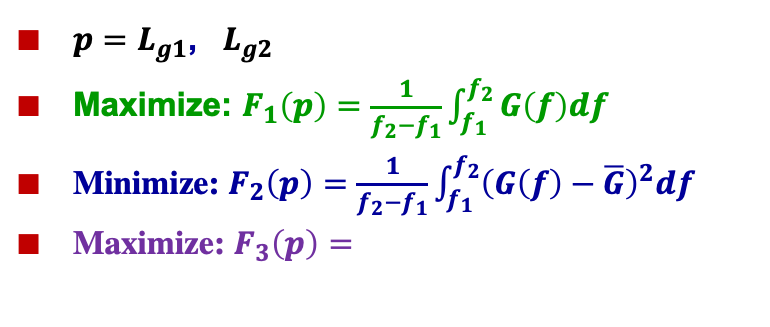 p = L_{g1}, L_{g2}
Maximize: F_1(p) = \frac{1}{f_2-f_1} \int_{f_1}^{f_2} G(f)df
Minimize: F_2(p) = \frac{1}{f_2-f_1} \int_{f_1}^{f_2} (G(f) - \overline{G})^2 df
Maximize: F_3(p) =